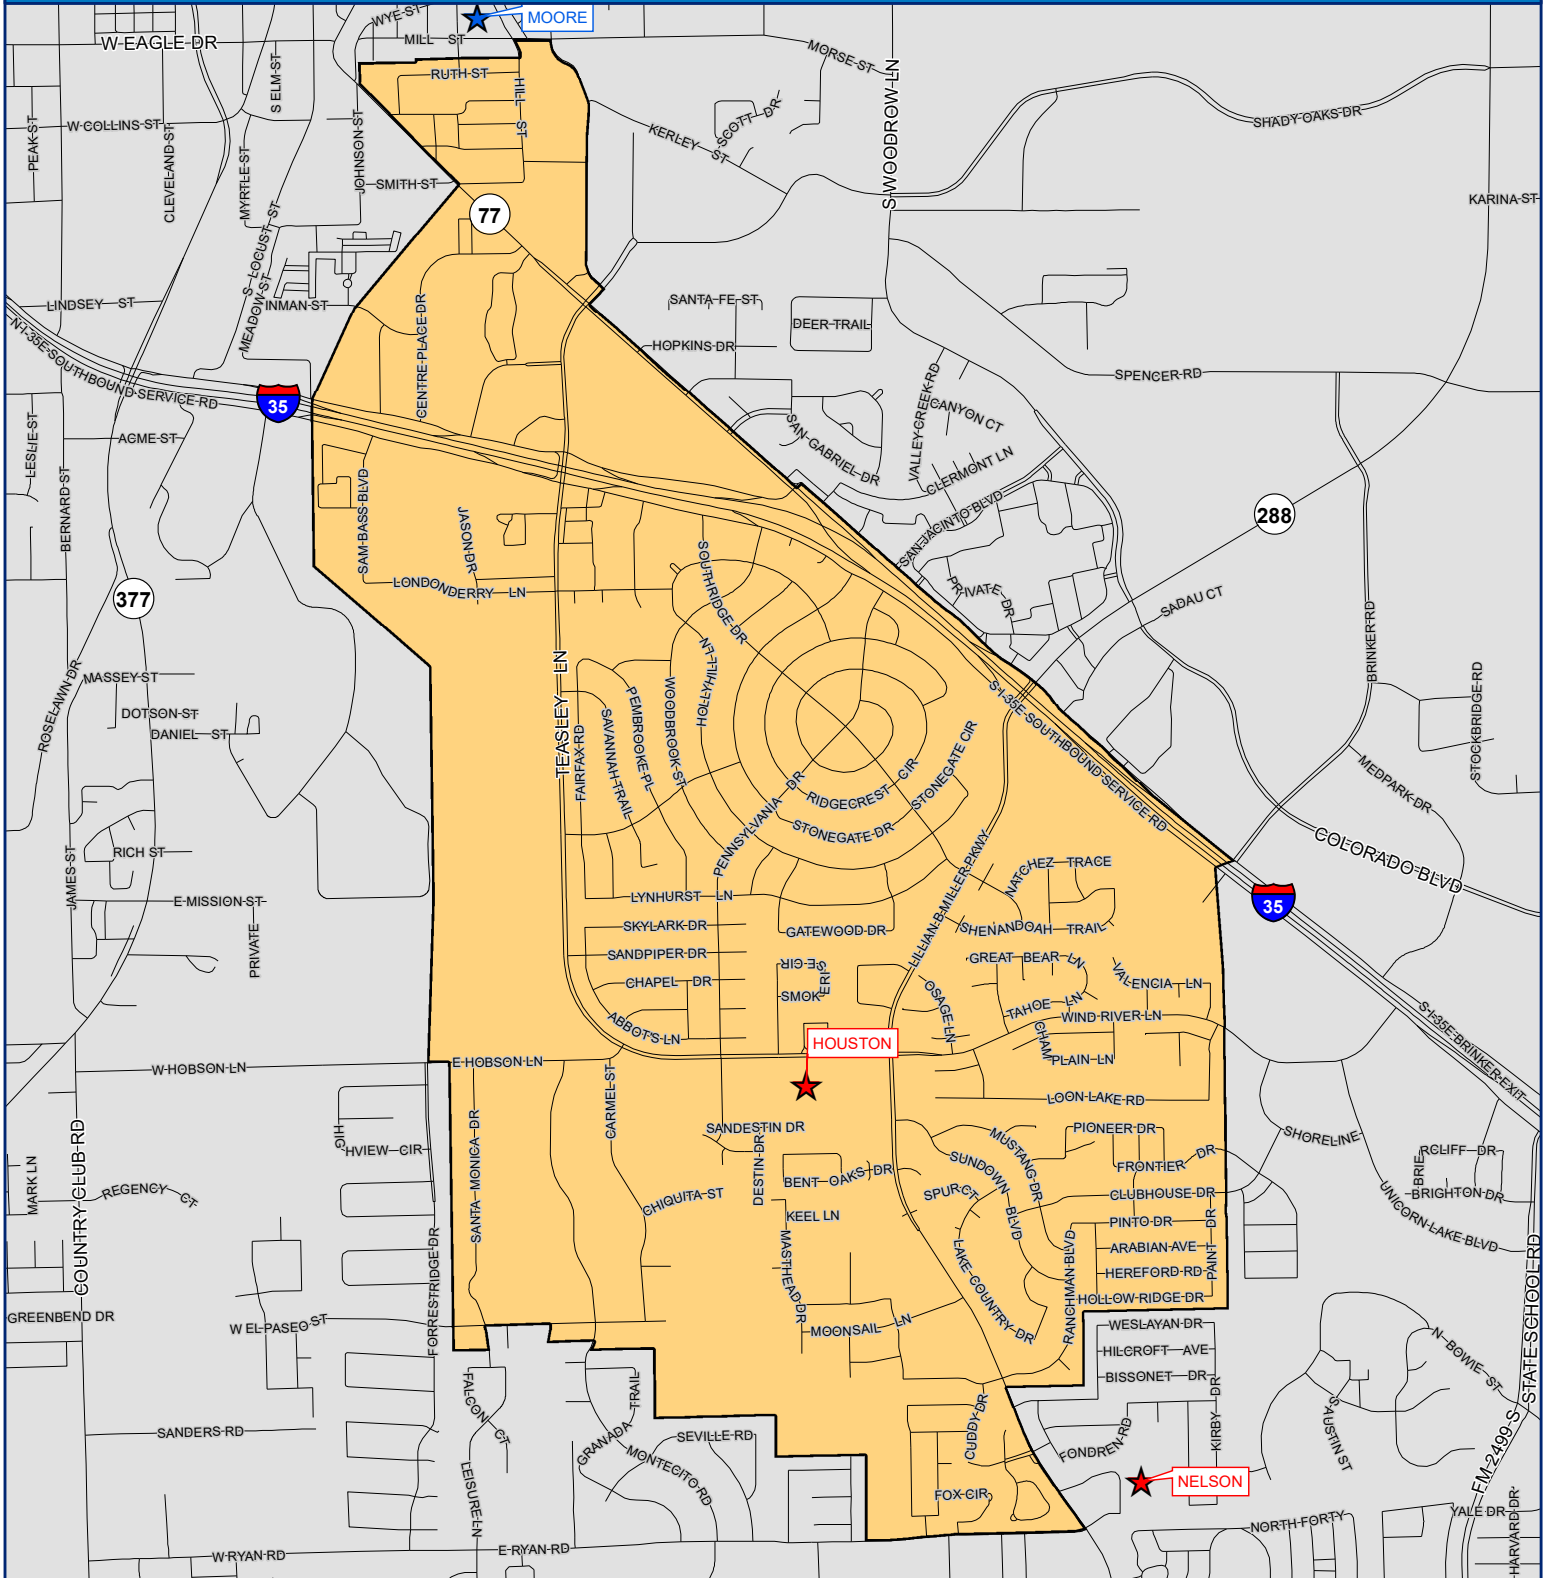 MOORE
WYE ST
MILL ST
W EAGLE DR
MORSE ST
RUTH ST
S ELM ST
HILL ST
S WOODROW LN
SCOTT DR
SHADY OAKS DR
PEAK ST
W COLLINS ST
CLEVELAND ST
KERLEY ST
JOHNSON ST
MYRTLE ST
SMITH ST
KARINA ST
77
S LOCUST ST
MEADOW ST
LINDSEY ST
INMAN ST
SANTA FE ST
DEER TRAIL
HOPKINS DR
CENTRE PLACE DR
N I-35E SOUTHBOUND SERVICE RD
35
SPENCER RD
VALLEY CREEK RD
CANYON CT
SAN GABRIEL DR
CLERMONT LN
LESLIE ST
ACME ST
BERNARD ST
SAM BASS BLVD
JASON DR
SAN JACINTO BLVD
288
377
LONDONDERRY LN
SOUTHRIDGE DR
PRIVATE DR
SADAU CT
BRINKER RD
HOLLYHILL LN
TEASLEY LN
ROSELAWN DR
MASSEY ST
DOTSON ST
DANIEL ST
FAIRFAX RD
SAVANNAH TRAIL
PEMBROOKE PL
WOODBROOK ST
S I-35E SOUTHBOUND SERVICE RD
STOCKBRIDGE RD
MEDPARK DR
RIDGECREST CIR
STONEGATE CIR
STONEGATE DR
PENNSYLVANIA DR
COLORADO BLVD
RICH ST
JAMES ST
LILLIAN B MILLER PKWY
NATCHEZ TRACE
LYNHURST LN
E MISSION ST
35
SKYLARK DR
GATEWOOD DR
SHENANDOAH TRAIL
PRIVATE
SANDPIPER DR
GREAT BEAR LN
SMOKERISE CIR
CHAPEL DR
OSAGE LN
VALENCIA LN
TAHOE LN
ABBOTS LN
WIND RIVER LN
S I-35E BRINKER EXIT
HOUSTON
CHAMPLAIN LN
W HOBSON LN
E HOBSON LN
CARMEL ST
LOON LAKE RD
HIGHVIEW CIR
SANTA MONICA DR
SANDESTIN DR
DESTIN DR
MUSTANG DR
PIONEER DR
SHORELINE
FRONTIER DR
BRIERCLIFF DR
COUNTRY CLUB RD
MARK LN
REGENCY CT
BENT OAKS DR
SUNDOWN BLVD
SPUR CT
CLUBHOUSE DR
BRIGHTON DR
CHIQUITA ST
KEEL LN
PINTO DR
UNICORN LAKE BLVD
MASTHEAD DR
LAKE COUNTRY DR
RANCHMAN BLVD
ARABIAN AVE
PAINT DR
HEREFORD RD
HOLLOW RIDGE DR
FORRESTRIDGE DR
GREENBEND DR
W EL PASEO ST
MOONSAIL LN
WESLAYAN DR
HILCROFT AVE
BISSONET DR
N BOWIE ST
STATE SCHOOL RD
FALCON CT
GRANADA TRAIL
CUDDY DR
KIRBY DR
S AUSTIN ST
SANDERS RD
SEVILLE RD
FONDREN RD
FM 2499 S
MONTECITO RD
LEISURE LN
NELSON
FOX CIR
NORTH FORTY
YALE DR
HARVARD DR
W RYAN RD
E RYAN RD